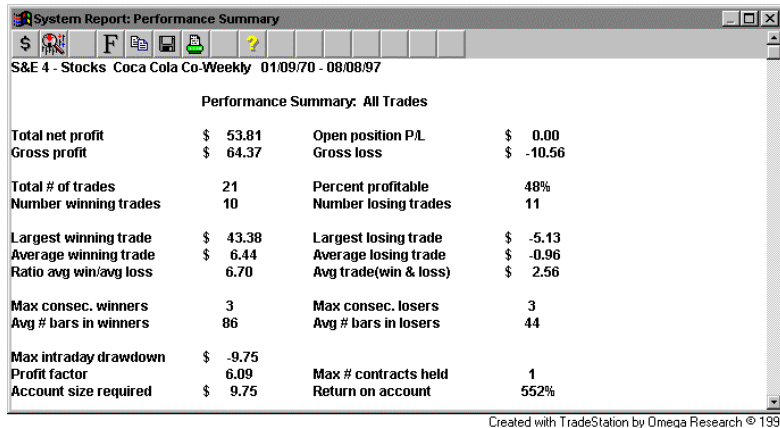 System Report: Performance Summary
$ F ?
S&E 4 - Stocks Coca Cola Co-Weekly 01/09/70 - 08/08/97
Performance Summary: All Trades
Total net profit $ 53.81 Open position P/L $ 0.00
Gross profit $ 64.37 Gross loss $ -10.56
Total # of trades 21 Percent profitable 48%
Number winning trades 10 Number losing trades 11
Largest winning trade $ 43.38 Largest losing trade $ -5.13
Average winning trade $ 6.44 Average losing trade $ -0.96
Ratio avg win/avg loss 6.70 Avg trade(win & loss) $ 2.56
Max consec. winners 3 Max consec. losers 3
Avg # bars in winners 86 Avg # bars in losers 44
Max intraday drawdown $ -9.75
Profit factor 6.09 Max # contracts held 1
Account size required $ 9.75 Return on account 552%
Created with TradeStation by Omega Research © 199